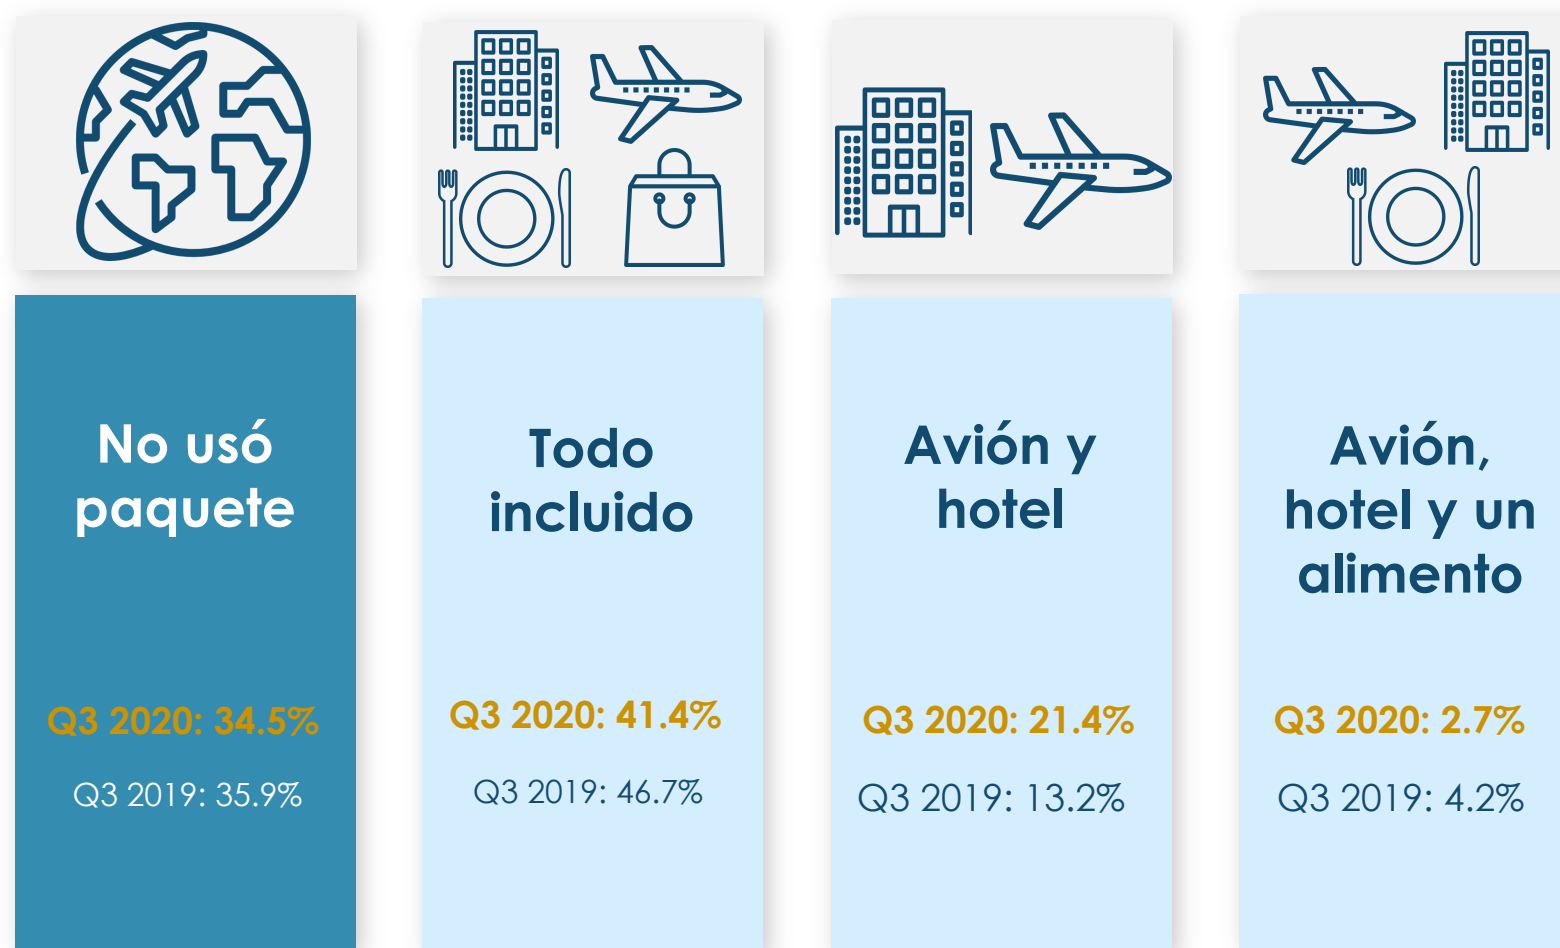 No usó
paquete
Q3 2020: 34.5%
Q3 2019: 35.9%
Todo
incluido
Q3 2020: 41.4%
Q3 2019: 46.7%
Avión y
hotel
Q3 2020: 21.4%
Q3 2019: 13.2%
Avión,
hotel y un
alimento
Q3 2020: 2.7%
Q3 2019: 4.2%